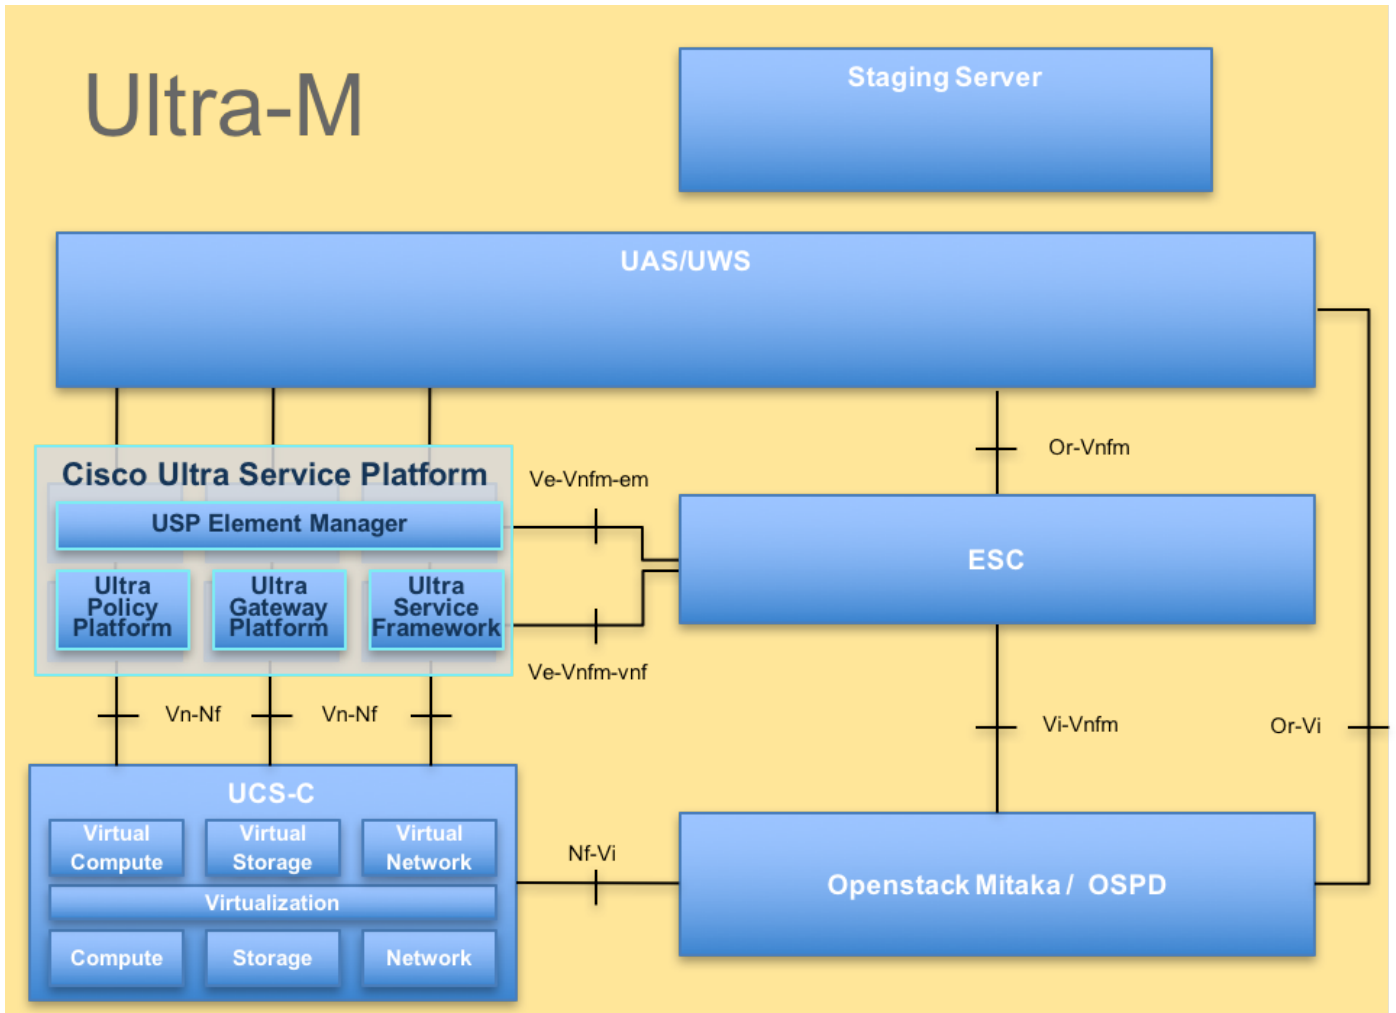 Ultra-M
Staging Server
UAS/UWS
Or-Vnfm
Cisco Ultra Service Platform
Ve-Vnfm-em
USP Element Manager
ESC
Ultra
Policy
Platform
Ultra
Gateway
Platform
Ultra
Service
Framework
Ve-Vnfm-vnf
Vn-Nf
Vn-Nf
Vi-Vnfm
Or-Vi
UCS-C
Virtual
Compute
Virtual
Storage
Virtual
Network
Nf-Vi
Openstack Mitaka / OSPD
Virtualization
Compute
Storage
Network